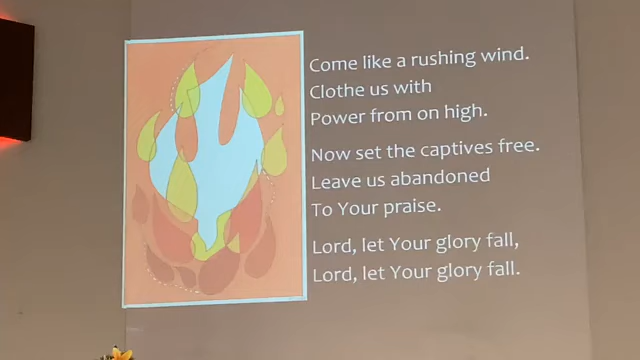 Come like a rushing wind.
Clothe us with
Power from on high.
Now set the captives free.
Leave us abandoned
To Your praise.
Lord, let Your glory fall,
Lord, let Your glory fall.